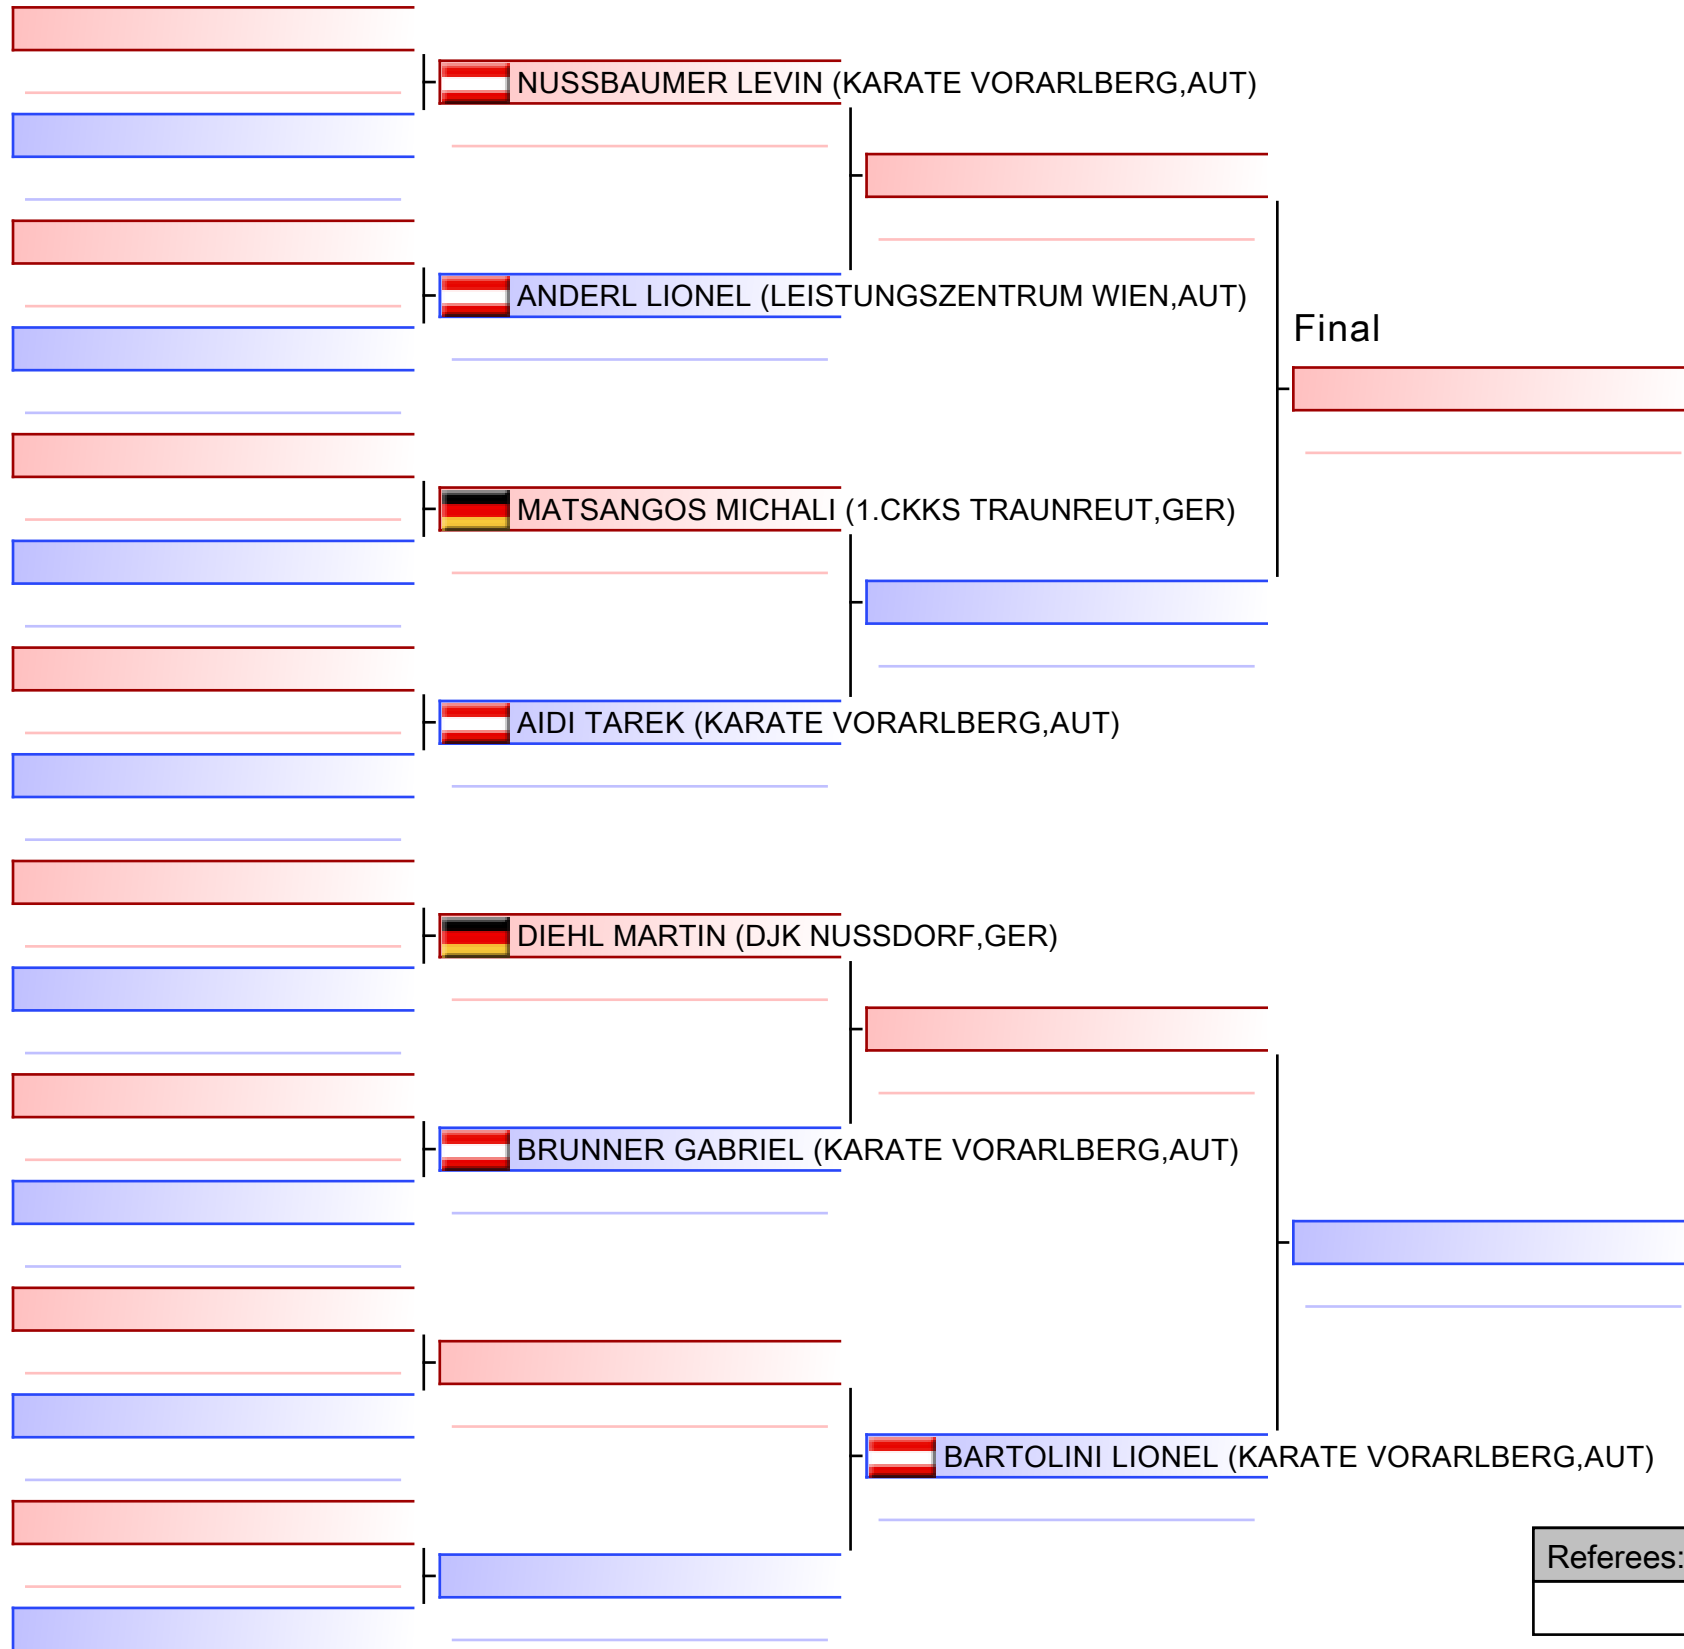 NUSSBAUMER LEVIN (KARATE VORARLBERG,AUT)
ANDERL LIONEL (LEISTUNGSZENTRUM WIEN,AUT)
Final
MATSANGOS MICHALI (1.CKKS TRAUNREUT,GER)
AIDI TAREK (KARATE VORARLBERG,AUT)
DIEHL MARTIN (DJK NUSSDORF,GER)
BRUNNER GABRIEL (KARATE VORARLBERG,AUT)
BARTOLINI LIONEL (KARATE VORARLBERG,AUT)
Referees: